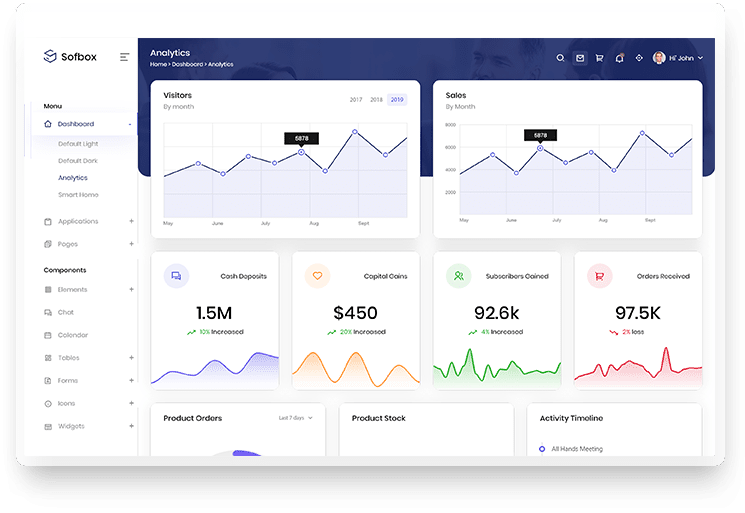 Sofbox
Menu
Dashboard -
Default Light
Default Dark
Analytics
Smart Home
Applications +
Pages +
Components
Elements +
Chat
Calender
Tables +
Forms +
Icons +
Widgets +
Analytics
Home > Dashboard > Analytics
Hi' John
Visitors
By month
2017 2018 2019
5878
May June July Aug Sept
Sales
By Month
8000
6000
4000
2000
5878
May June July Aug Sept
Cash Deposits
1.5M
10% Increased
Capital Gains
$450
20% Increased
Subscribers Gained
92.6k
4% Increased
Orders Received
97.5K
2% loss
Product Orders
Last 7 days
Product Stock
Activity Timeline
All Hands Meeting